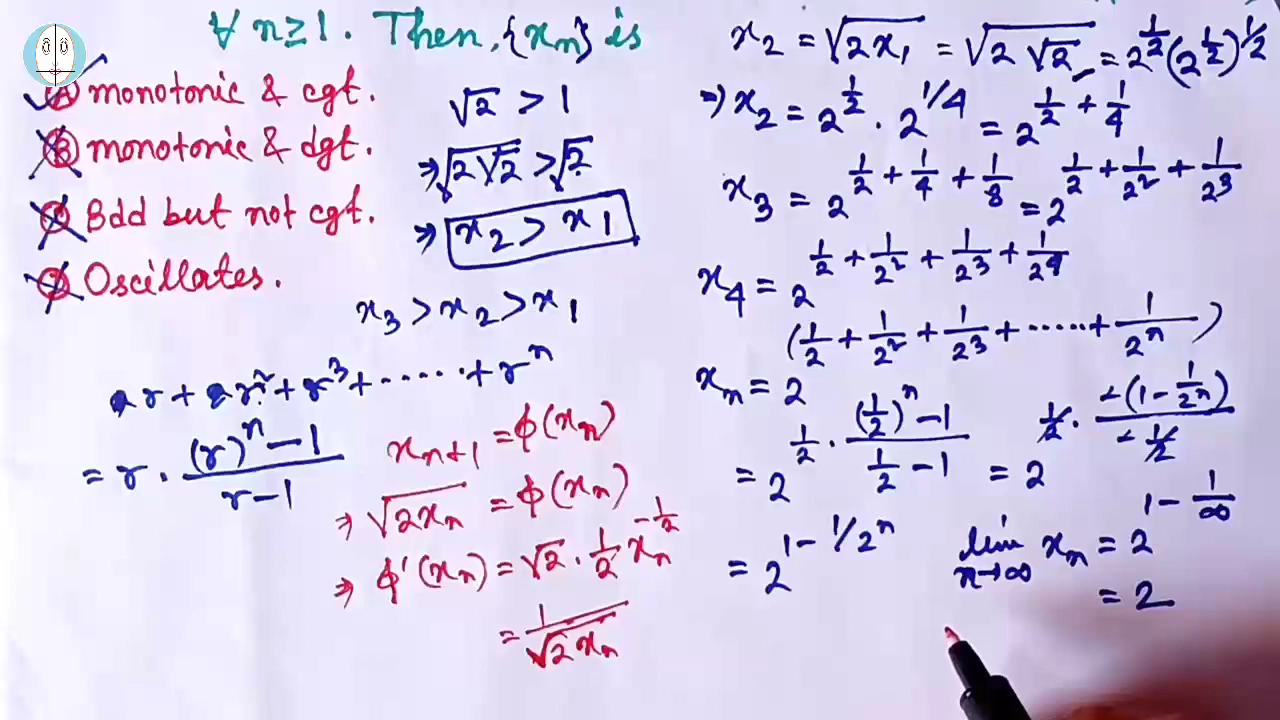 ∀ n≥1. Then, {xₙ} is
(A) monotonic & cgt.
(B) monotonic & dgt.
(C) Bdd but not cgt.
Oscillates.
√2 > 1
⇒ √(2√2) > √2
⇒ x₂ > x₁
x₃ > x₂ > x₁
r + r² + r³ + ..... + rⁿ
= r · ((r)ⁿ − 1)/(r − 1)
xₙ₊₁ = ϕ(xₙ)
⇒ √(2xₙ) = ϕ(xₙ)
⇒ ϕ'(xₙ) = √2 · 1/2 xₙ^(−1/2)
= 1/√(2xₙ)
x₂ = √(2x₁) = √(2√2) = 2^(1/2) (2^(1/2))^(1/2)
⇒ x₂ = 2^(1/2) · 2^(1/4) = 2^(1/2 + 1/4)
x₃ = 2^(1/2 + 1/4 + 1/8) = 2^(1/2 + 1/2² + 1/2³)
x₄ = 2^(1/2 + 1/2² + 1/2³ + 1/2⁴)
xₙ = 2^(1/2 + 1/2² + 1/2³ + ..... + 1/2ⁿ)
= 2^(1/2 · ((1/2)ⁿ − 1)/(1/2 − 1)) = 2^(1/2 · −(1 − 1/2ⁿ)/(−1/2))
= 2^(1 − 1/2ⁿ)
lim n→∞ xₙ = 2^(1 − 1/∞)
= 2